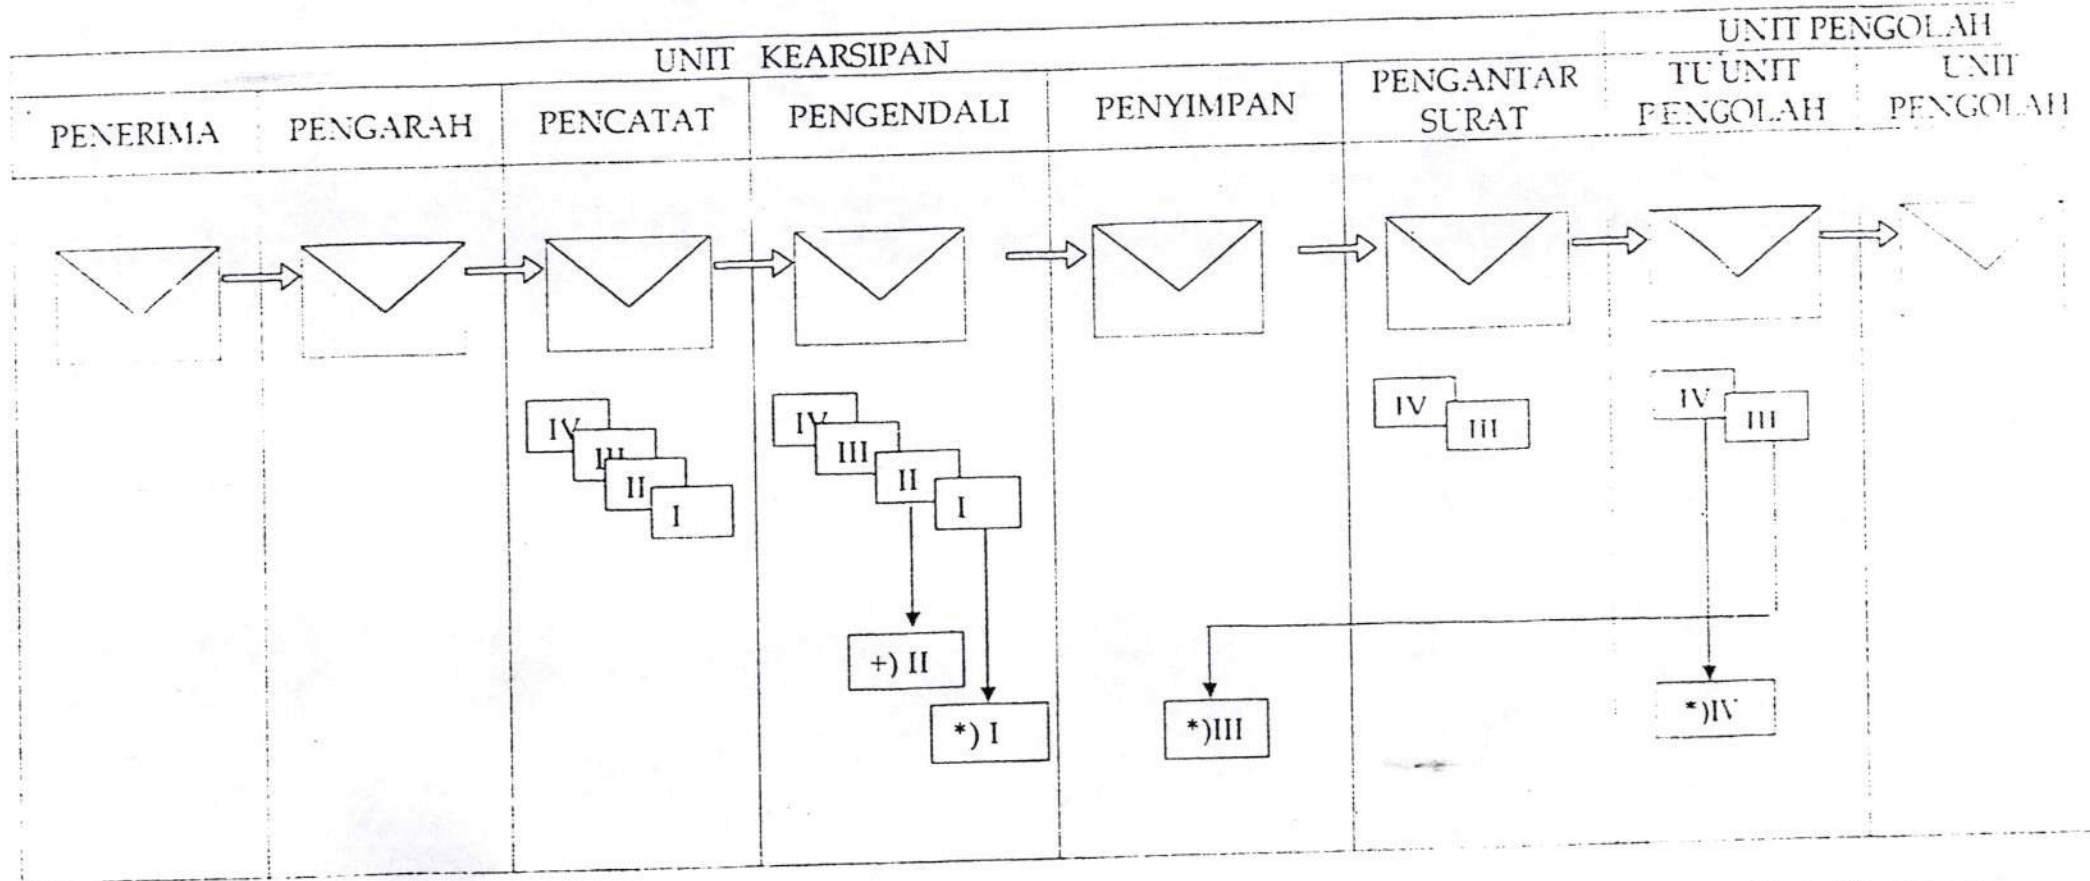 UNIT KEARSIPAN
UNIT PENGOLAH
PENERIMA
PENGARAH
PENCATAT
PENGENDALI
PENYIMPAN
PENGANTAR
SURAT
TU UNIT
PENGOLAH
UNIT
PENGOLAH
IV
III
II
I
IV
III
II
I
IV
III
IV
III
+) II
*) I
*)III
*)IV